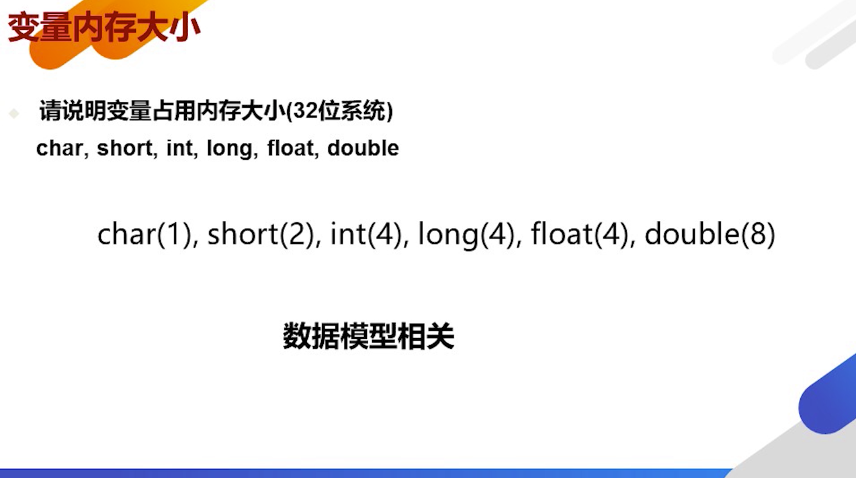 变量内存大小
请说明变量占用内存大小(32位系统)
char, short, int, long, float, double
char(1), short(2), int(4), long(4), float(4), double(8)
数据模型相关